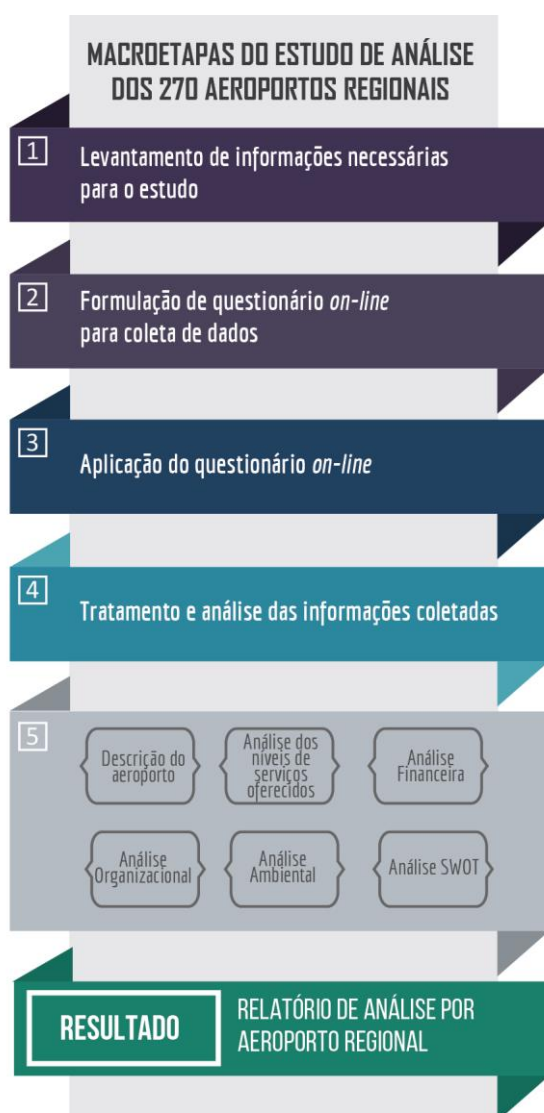 MACROETAPAS DO ESTUDO DE ANÁLISE
DOS 270 AEROPORTOS REGIONAIS
1
Levantamento de informações necessárias
para o estudo
2
Formulação de questionário on-line
para coleta de dados
3
Aplicação do questionário on-line
4
Tratamento e análise das informações coletadas
5
Descrição do
aeroporto
Análise dos
níveis de
serviços
oferecidos
Análise
Financeira
Análise
Organizacional
Análise
Ambiental
Análise SWOT
RESULTADO
RELATÓRIO DE ANÁLISE POR
AEROPORTO REGIONAL